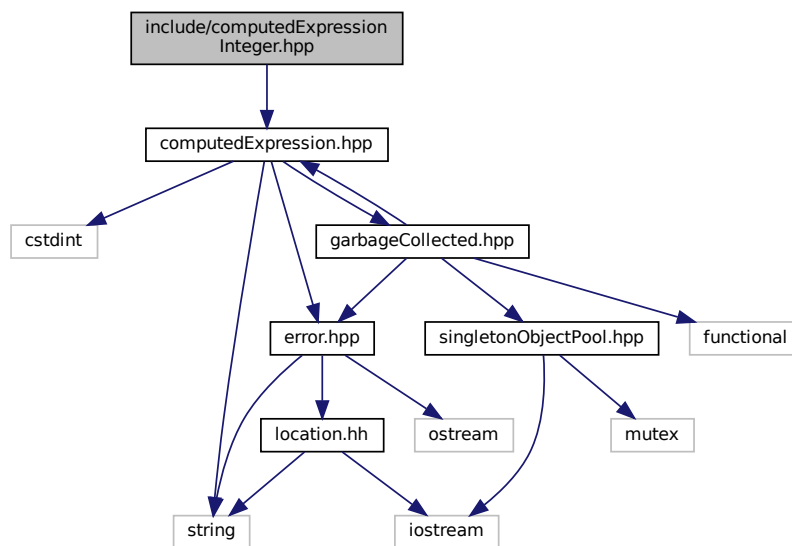 include/computedExpression
Integer.hpp
computedExpression.hpp
cstdint
garbageCollected.hpp
error.hpp
singletonObjectPool.hpp
functional
location.hh
ostream
mutex
string
iostream